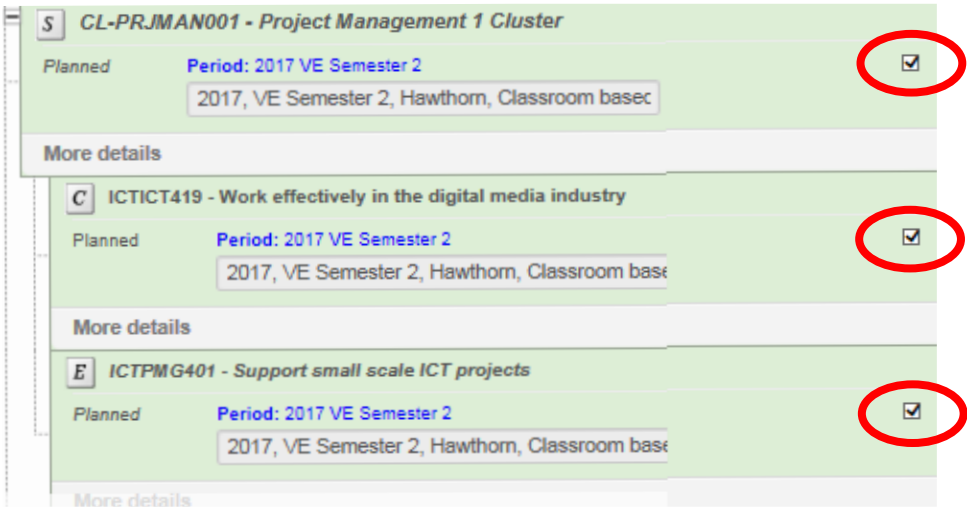 S CL-PRJMAN001 - Project Management 1 Cluster
Planned Period: 2017 VE Semester 2
2017, VE Semester 2, Hawthorn, Classroom based
More details
C ICTICT419 - Work effectively in the digital media industry
Planned Period: 2017 VE Semester 2
2017, VE Semester 2, Hawthorn, Classroom base
More details
E ICTPMG401 - Support small scale ICT projects
Planned Period: 2017 VE Semester 2
2017, VE Semester 2, Hawthorn, Classroom base
More details